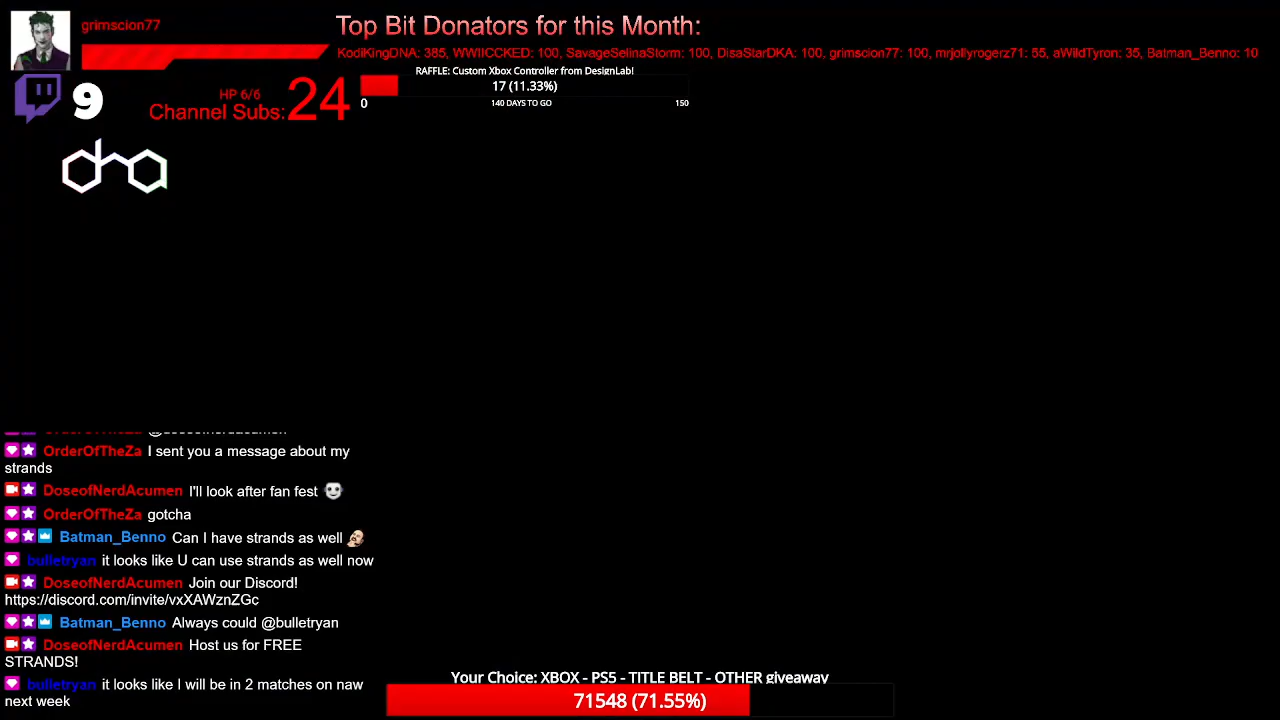 grimscion77
Top Bit Donators for this Month:
KodiKingDNA: 385, WWIICCKED: 100, SavageSelinaStorm: 100, DisaStarDKA: 100, grimscion77: 100, mrjollyrogerz71: 55, aWildTyron: 35, Batman_Benno: 10
RAFFLE: Custom Xbox Controller from DesignLab!
9
HP 6/6
Channel Subs: 24
17 (11.33%)
0 140 DAYS TO GO 150
dna
OrderOfTheZa I sent you a message about my
strands
DoseofNerdAcumen I'll look after fan fest
OrderOfTheZa gotcha
Batman_Benno Can I have strands as well
bulletryan it looks like U can use strands as well now
DoseofNerdAcumen Join our Discord!
https://discord.com/invite/vxXAWznZGc
Batman_Benno Always could @bulletryan
DoseofNerdAcumen Host us for FREE
STRANDS!
bulletryan it looks like I will be in 2 matches on naw
next week
Your Choice: XBOX - PS5 - TITLE BELT - OTHER giveaway
71548 (71.55%)